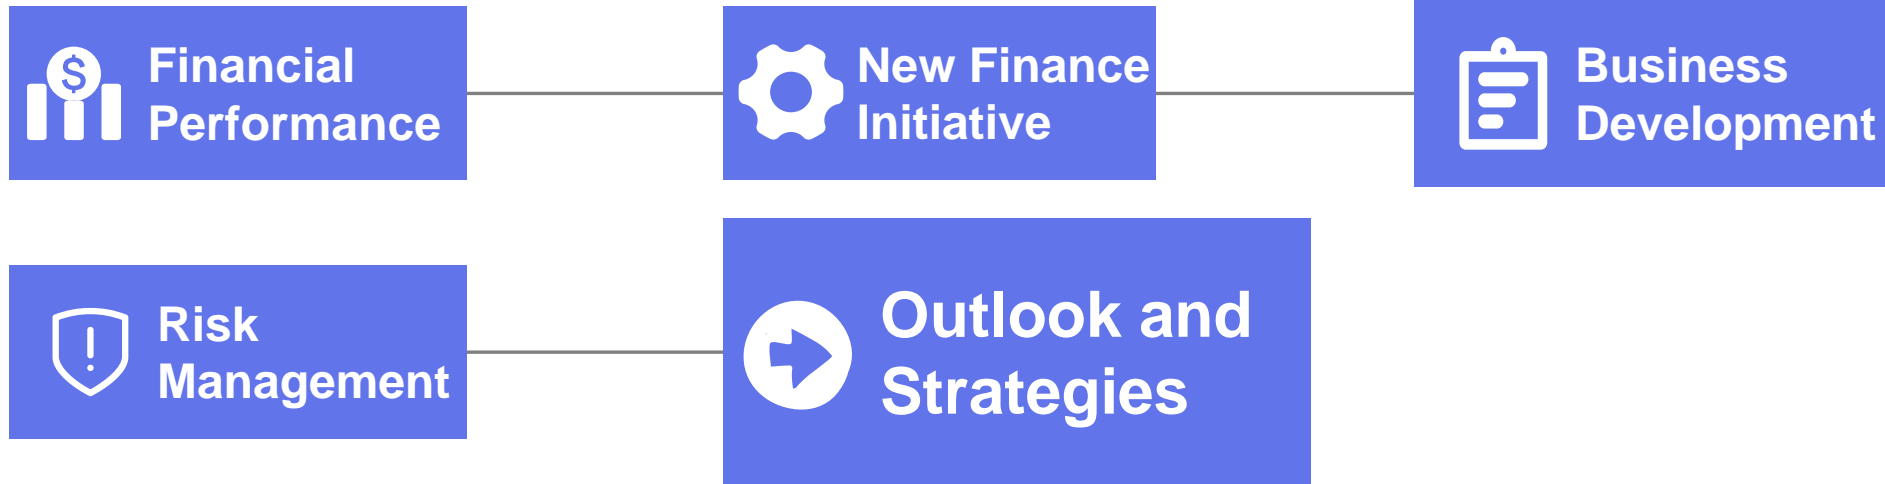 $
Financial
Performance
New Finance
Initiative
Business
Development
Risk
Management
Outlook and
Strategies